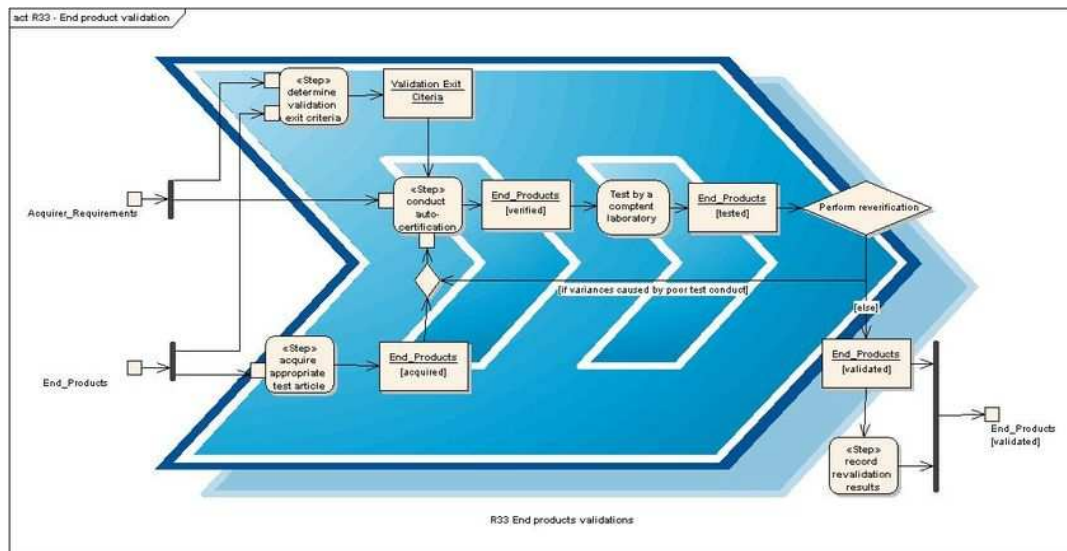 act R33 - End product validation
«Step»
determine
validation
exit criteria
Validation Exit
Citeria
Acquirer_Requirements
«Step»
conduct
auto-
certification
End_Products
[verified]
Test by a
comptent
laboratory
End_Products
[tested]
Perform reverification
[if variances caused by poor test conduct]
[else]
End_Products
«Step»
acquire
appropriate
test article
End_Products
[acquired]
End_Products
[validated]
End_Products
[validated]
«Step»
record
revalidation
results
R33 End products validations